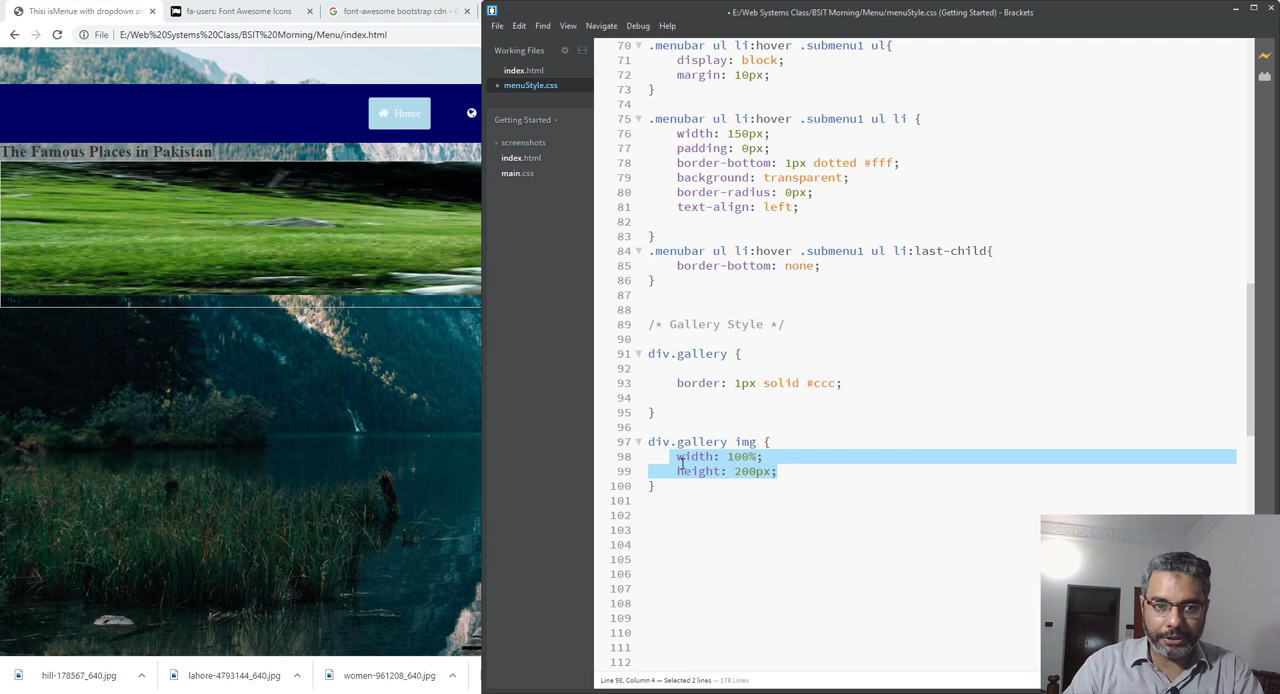 Thisi isMenue with dropdown ar
fa-users: Font Awesome Icons
font-awesome bootstrap cdn - G
File
E:/Web%20Systems%20Class/BSIT%20Morning/Menu/index.html
Home
The Famous Places in Pakistan
hill-178567_640.jpg
lahore-4793144_640.jpg
women-961208_640.jpg
• E:/Web Systems Class/BSIT Morning/Menu/menuStyle.css (Getting Started) - Brackets
File Edit Find View Navigate Debug Help
Working Files
index.html
menuStyle.css
Getting Started
screenshots
index.html
main.css
70 .menubar ul li:hover .submenu1 ul{
71 display: block;
72 margin: 10px;
73 }
74
75 .menubar ul li:hover .submenu1 ul li {
76 width: 150px;
77 padding: 0px;
78 border-bottom: 1px dotted #fff;
79 background: transparent;
80 border-radius: 0px;
81 text-align: left;
82
83 }
84 .menubar ul li:hover .submenu1 ul li:last-child{
85 border-bottom: none;
86 }
87
88
89 /* Gallery Style */
90
91 div.gallery {
92
93 border: 1px solid #ccc;
94
95 }
96
97 div.gallery img {
98 width: 100%;
99 height: 200px;
100 }
101
102
103
104
105
106
107
108
109
110
111
112
Line 98, Column 4 — Selected 2 lines — 178 Lines